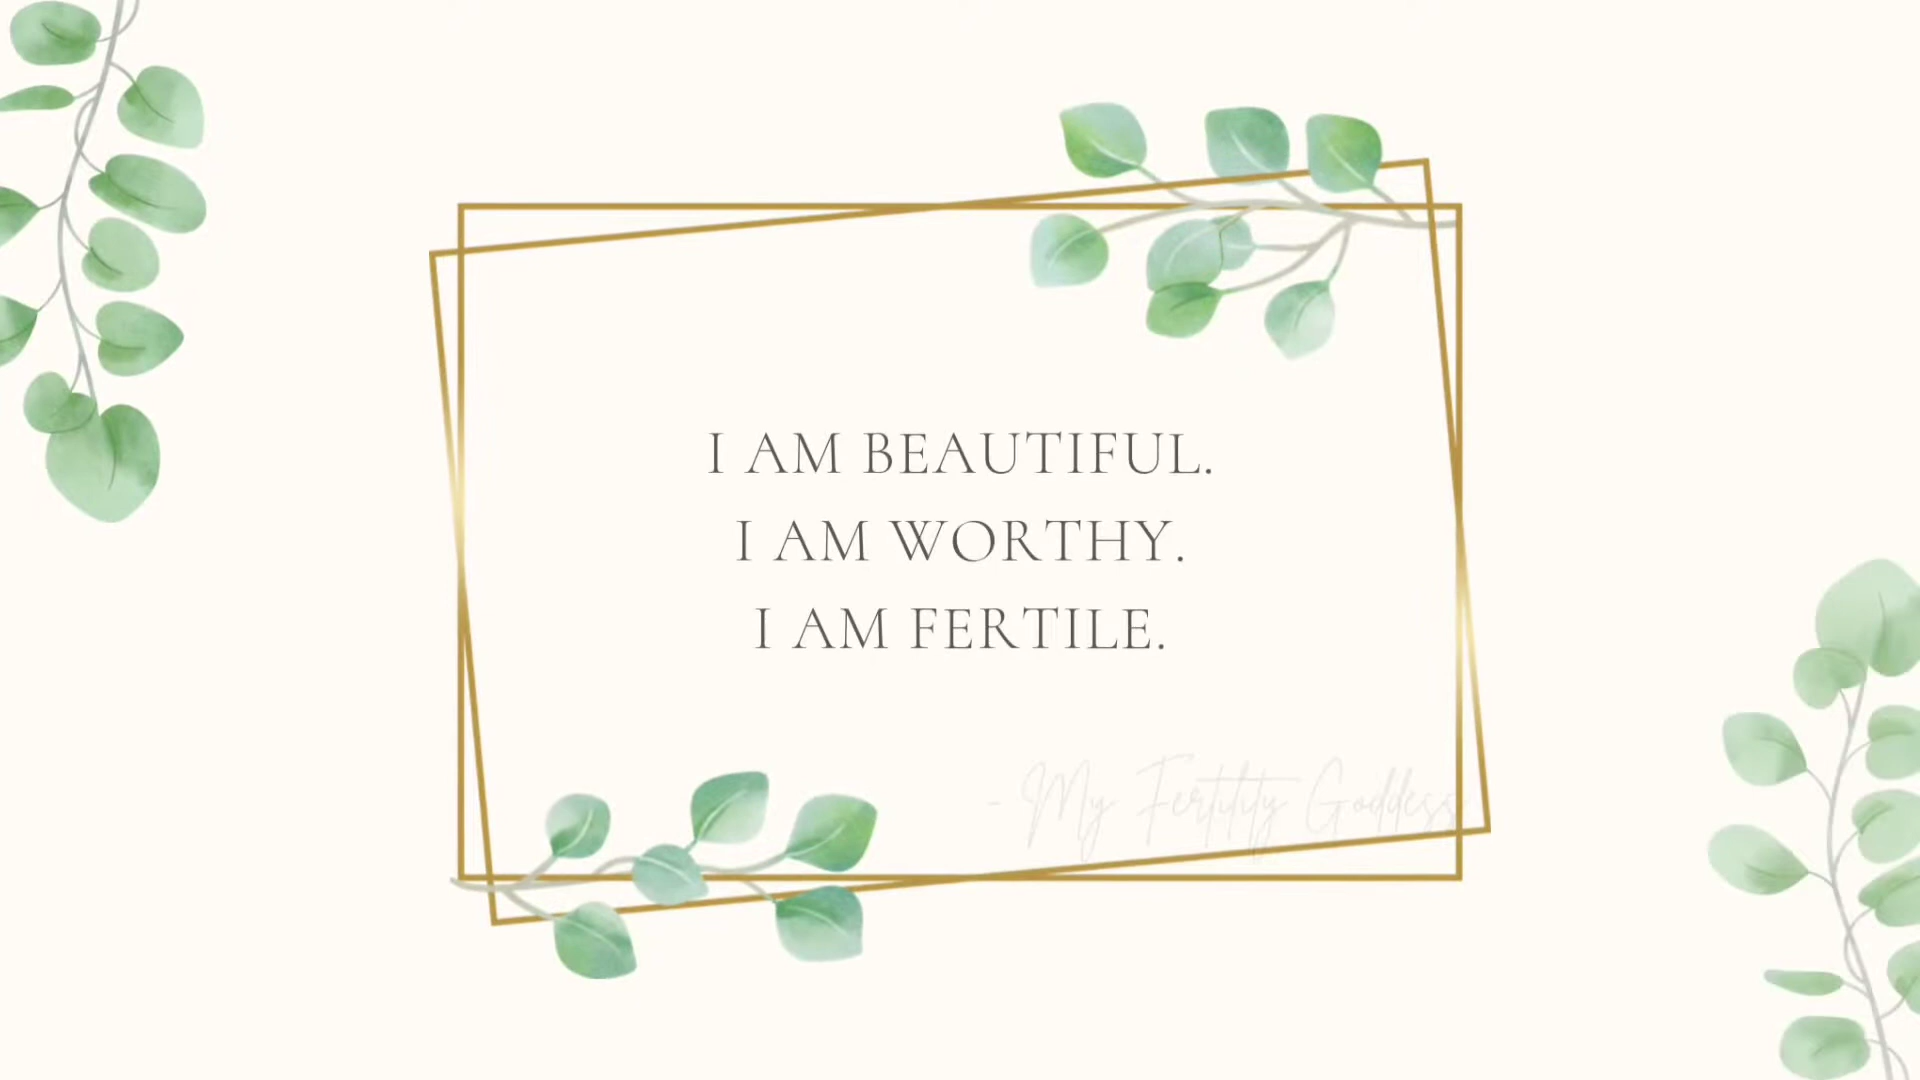 I AM BEAUTIFUL.
I AM WORTHY.
I AM FERTILE.
- My Fertility Goddess